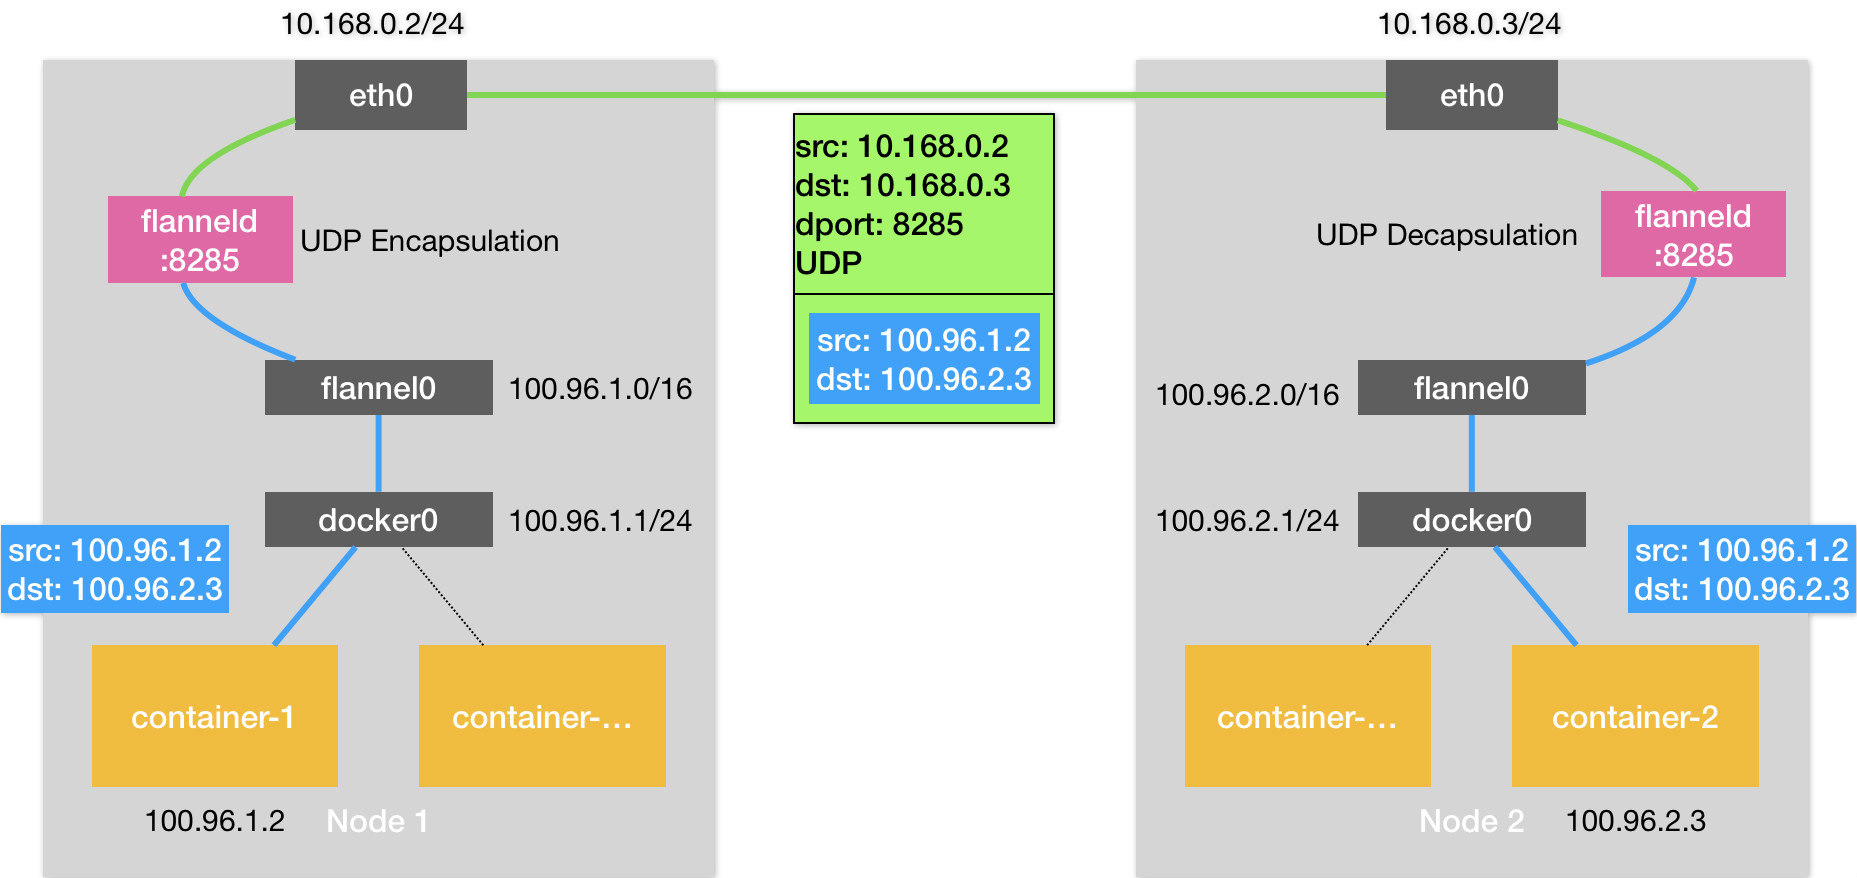 10.168.0.2/24
10.168.0.3/24
eth0
eth0
src: 10.168.0.2
dst: 10.168.0.3
dport: 8285
UDP
flanneld
:8285
UDP Encapsulation
UDP Decapsulation
flanneld
:8285
src: 100.96.1.2
dst: 100.96.2.3
flannel0
100.96.1.0/16
100.96.2.0/16
flannel0
docker0
100.96.1.1/24
100.96.2.1/24
docker0
src: 100.96.1.2
dst: 100.96.2.3
src: 100.96.1.2
dst: 100.96.2.3
container-1
container-...
container-...
container-2
100.96.1.2
Node 1
Node 2
100.96.2.3